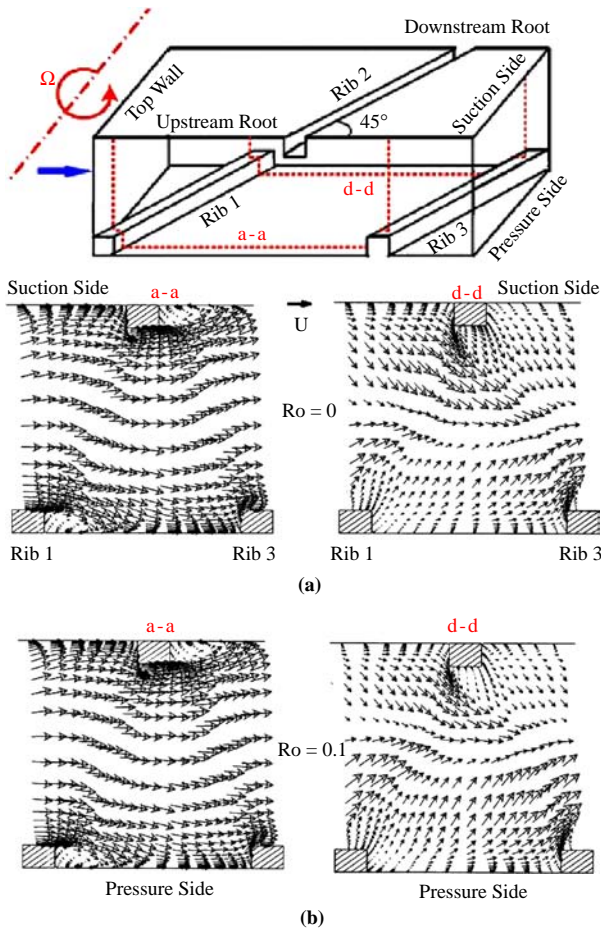 Downstream Root
Ω
Top Wall
Rib 2
Suction Side
Upstream Root
45°
d-d
Rib 1
a-a
Rib 3
Pressure Side
Suction Side
a-a
U
d-d
Suction Side
Ro = 0
Rib 1
Rib 3
Rib 1
Rib 3
(a)
a-a
d-d
Ro = 0.1
Pressure Side
Pressure Side
(b)